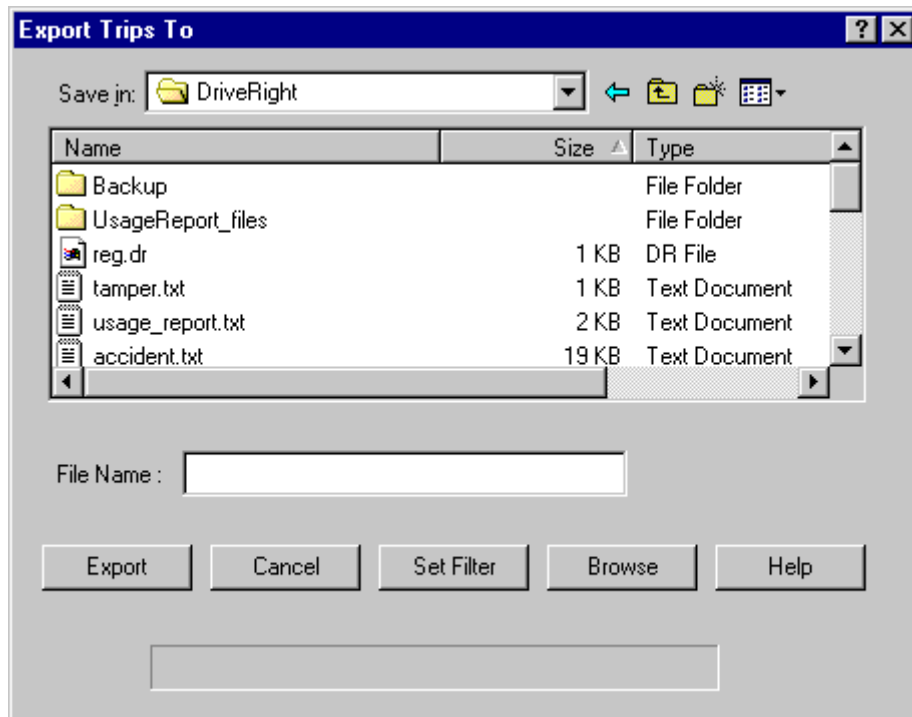 Export Trips To
Save in: DriveRight
Name Size Type
Backup File Folder
UsageReport_files File Folder
reg.dr 1 KB DR File
tamper.txt 1 KB Text Document
usage_report.txt 2 KB Text Document
accident.txt 19 KB Text Document
File Name :
Export Cancel Set Filter Browse Help